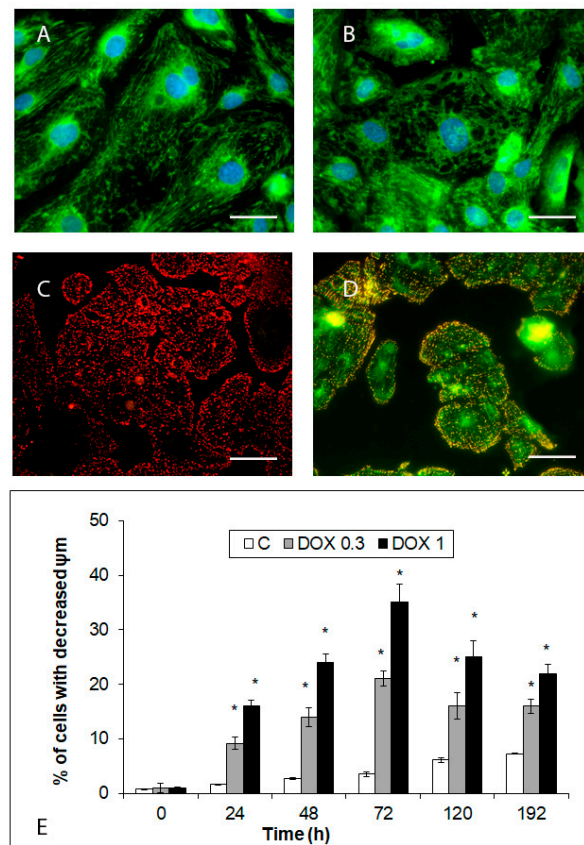 A
B
C
D
C DOX 0.3 DOX 1
% of cells with decreased ψm
50
40
30
20
10
0
* * * * * * * * * *
0 24 48 72 120 192
Time (h)
E